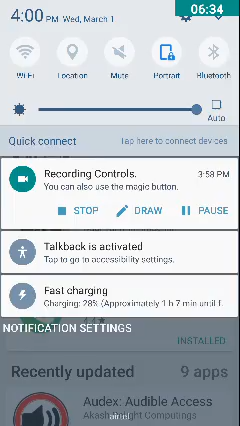 06:34
4:00 PM Wed, March 1
Wi Fi Location Mute Portrait Bluetooth
Auto
Quick connect Tap here to connect devices
Recording Controls. 3:58 PM
You can also use the magic button.
STOP DRAW PAUSE
Talkback is activated
Tap to go to accessibility settings.
Fast charging
Charging: 28% (Approximately 1 h 7 min until f
NOTIFICATION SETTINGS
INSTALLED
Recently updated 9 apps
Audex: Audible Access
airtel